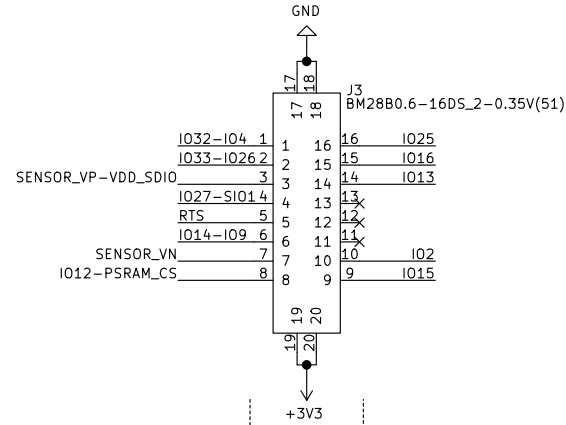 GND
17 18
J3
BM28B0.6-16DS_2-0.35V(51)
17 18
IO32-IO4 1 1 16 16 IO25
IO33-IO26 2 2 15 15 IO16
SENSOR_VP-VDD_SDIO 3 3 14 14 IO13
IO27-SIO1 4 4 13 13
RTS 5 5 12 12
IO14-IO9 6 6 11 11
SENSOR_VN 7 7 10 10 IO2
IO12-PSRAM_CS 8 8 9 9 IO15
19 20
19 20
+3V3